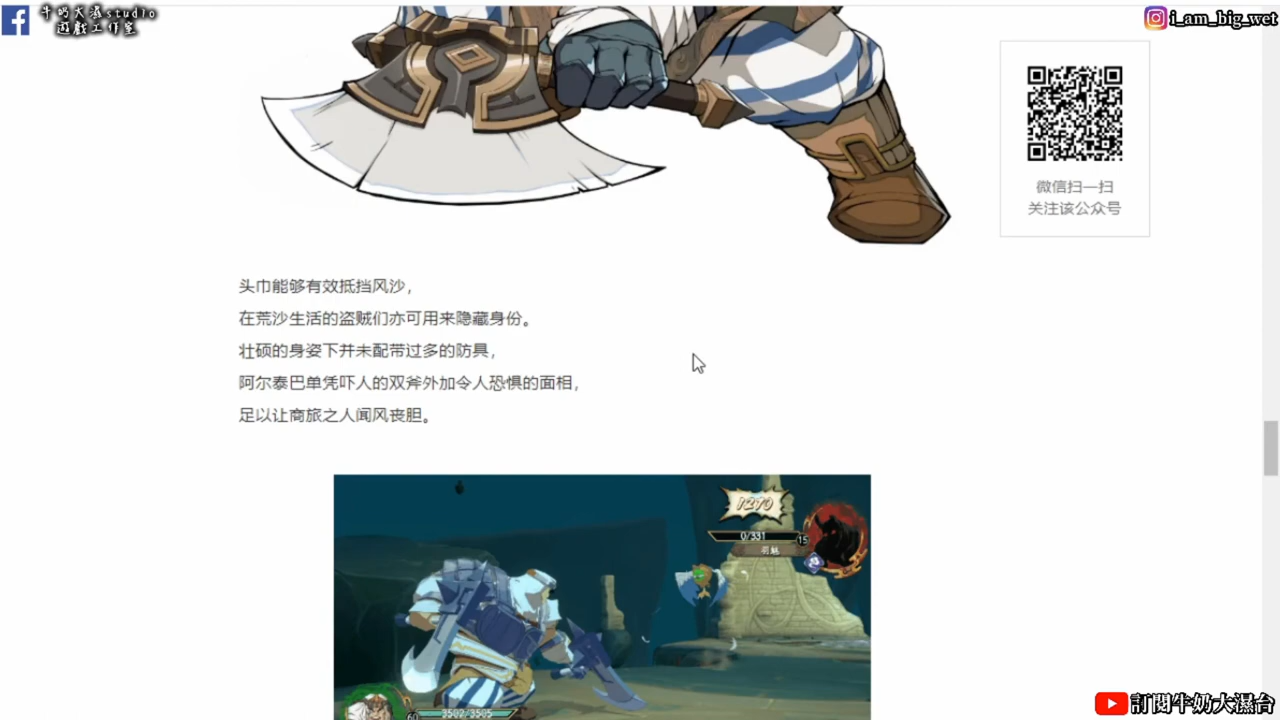 牛奶大濕studio
遊戲工作室
i_am_big_wet
微信扫一扫
关注该公众号
头巾能够有效抵挡风沙，
在荒沙生活的盗贼们亦可用来隐藏身份。
壮硕的身姿下并未配带过多的防具，
阿尔泰巴单凭吓人的双斧外加令人恐惧的面相，
足以让商旅之人闻风丧胆。
1270
0/331
15
羽魅
60
3502/3505
訂閱牛奶大濕台